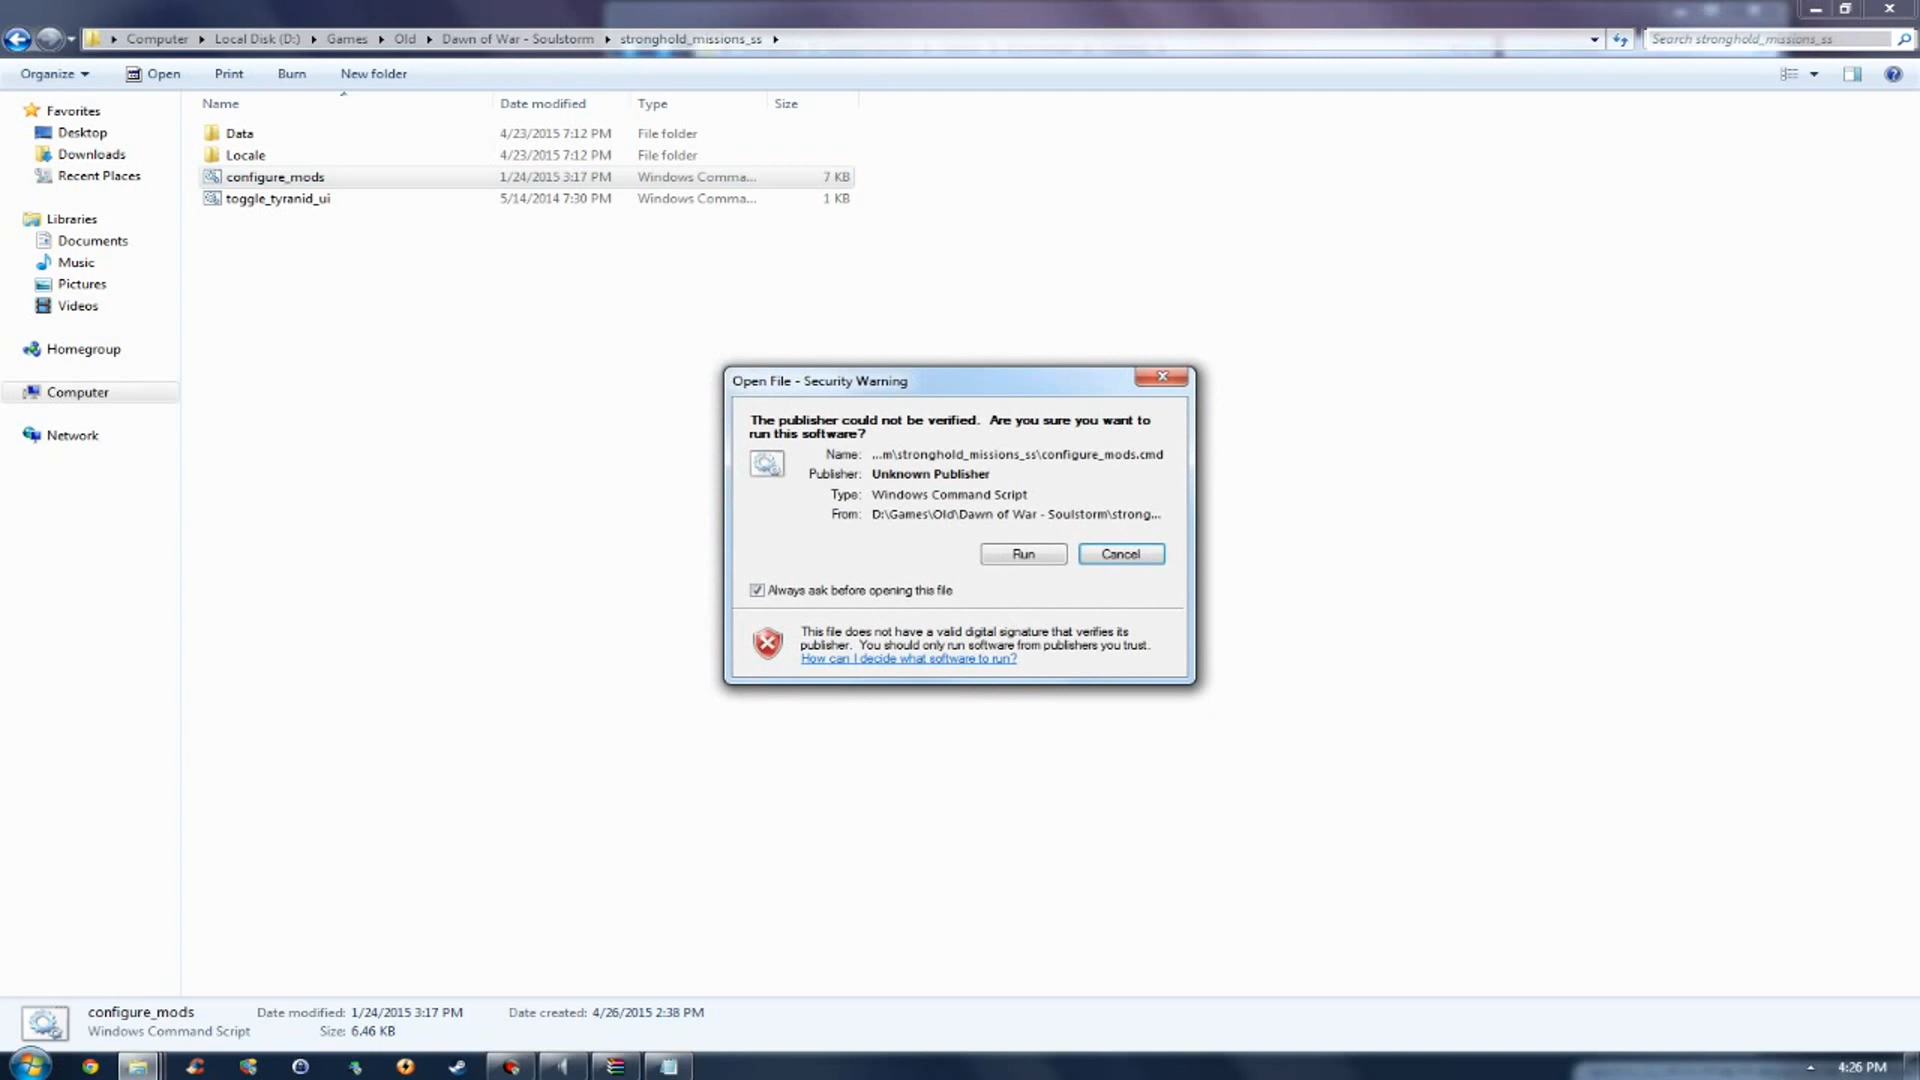 Computer Local Disk (D:) Games Old Dawn of War - Soulstorm stronghold_missions_ss Search stronghold_missions_ss
Organize Open Print Burn New folder
Name Date modified Type Size
Favorites
Desktop
Downloads
Recent Places
Libraries
Documents
Music
Pictures
Videos
Homegroup
Computer
Network
Data 4/23/2015 7:12 PM File folder
Locale 4/23/2015 7:12 PM File folder
configure_mods 1/24/2015 3:17 PM Windows Comma... 7 KB
toggle_tyranid_ui 5/14/2014 7:30 PM Windows Comma... 1 KB
Open File - Security Warning
The publisher could not be verified. Are you sure you want to
run this software?
Name: ...m\stronghold_missions_ss\configure_mods.cmd
Publisher: Unknown Publisher
Type: Windows Command Script
From: D:\Games\Old\Dawn of War - Soulstorm\strong...
Run Cancel
Always ask before opening this file
This file does not have a valid digital signature that verifies its
publisher. You should only run software from publishers you trust.
How can I decide what software to run?
configure_mods Date modified: 1/24/2015 3:17 PM Date created: 4/26/2015 2:38 PM
Windows Command Script Size: 6.46 KB
4:26 PM